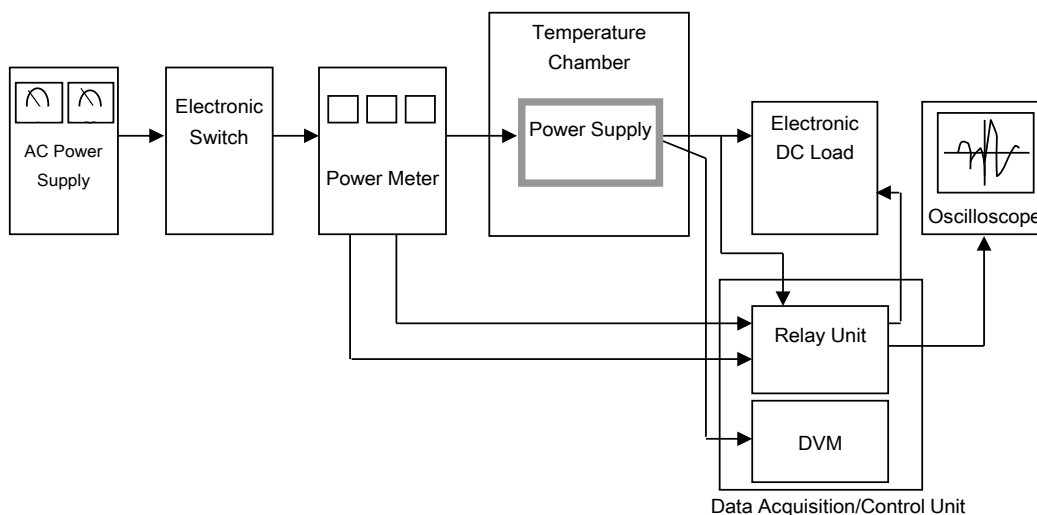 AC Power
Supply
Electronic
Switch
Power Meter
Temperature
Chamber
Power Supply
Electronic
DC Load
Oscilloscope
Relay Unit
DVM
Data Acquisition/Control Unit